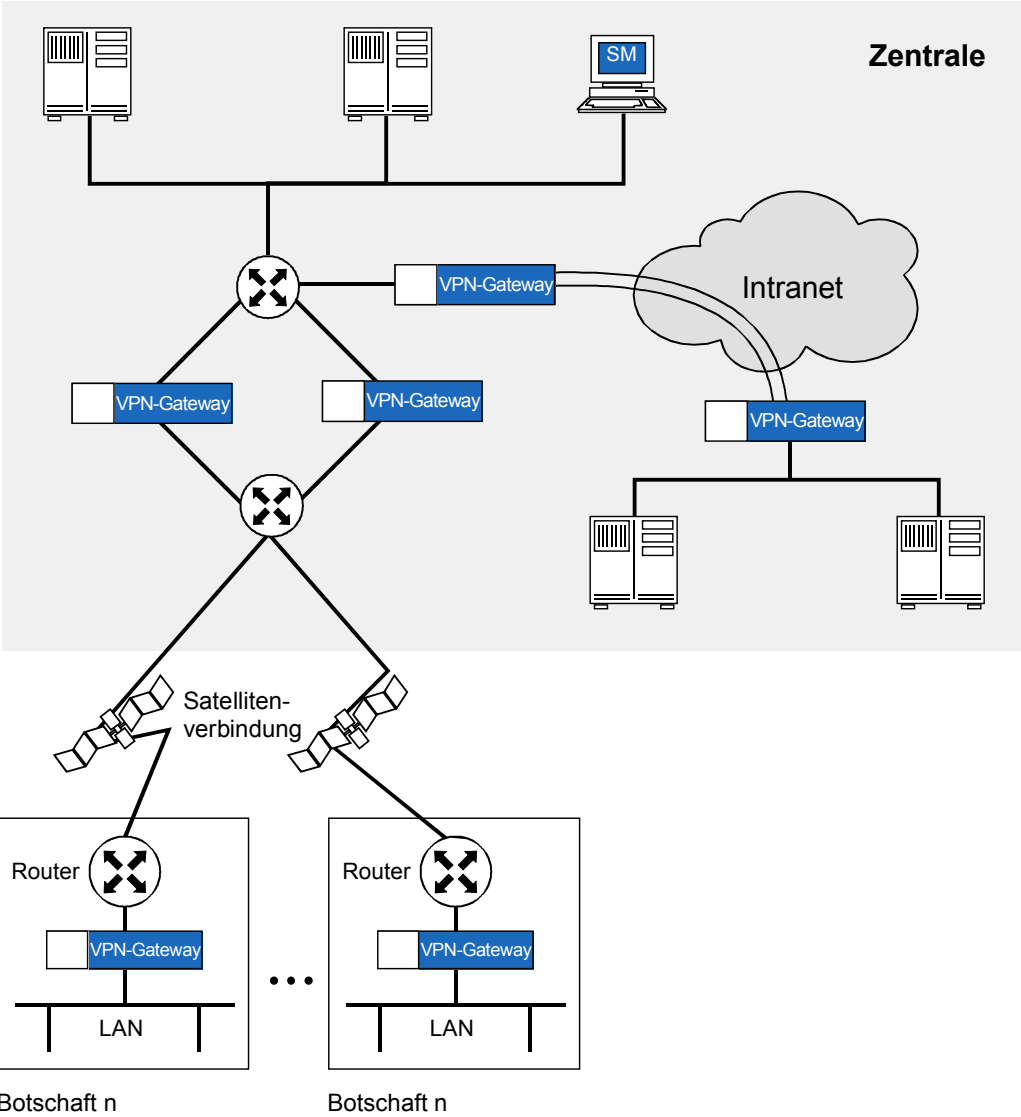 SM
Zentrale
VPN-Gateway
Intranet
VPN-Gateway
VPN-Gateway
VPN-Gateway
Satelliten-
verbindung
Router
Router
VPN-Gateway
VPN-Gateway
LAN
LAN
Botschaft n
Botschaft n